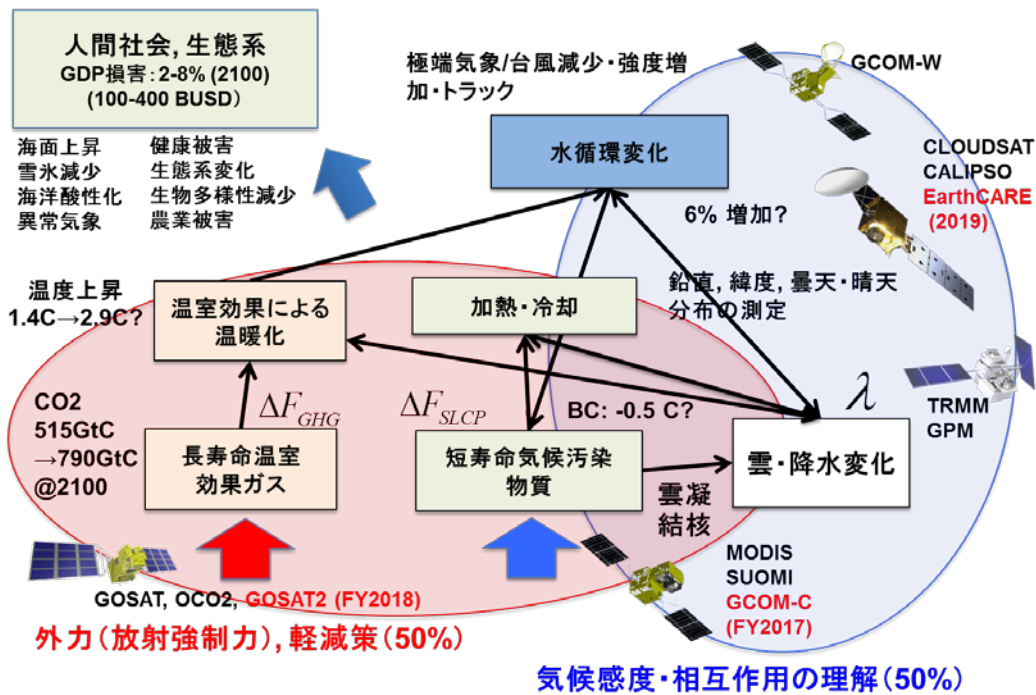 人間社会, 生態系
GDP損害:2-8% (2100)
(100-400 BUSD)
海面上昇 健康被害
雪氷減少 生態系変化
海洋酸性化 生物多様性減少
異常気象 農業被害
極端気象/台風減少・強度増
加・トラック
GCOM-W
水循環変化
CLOUDSAT
CALIPSO
EarthCARE
(2019)
6% 増加?
鉛直, 緯度, 曇天・晴天
分布の測定
温度上昇
1.4C→2.9C?
温室効果による
温暖化
加熱・冷却
TRMM
GPM
CO2
515GtC
→790GtC
@2100
ΔF_GHG
ΔF_SLCP
BC: -0.5 C?
λ
長寿命温室
効果ガス
短寿命気候汚染
物質
雲・降水変化
雲凝
結核
MODIS
SUOMI
GCOM-C
(FY2017)
GOSAT, OCO2, GOSAT2 (FY2018)
外力(放射強制力), 軽減策(50%)
気候感度・相互作用の理解(50%)